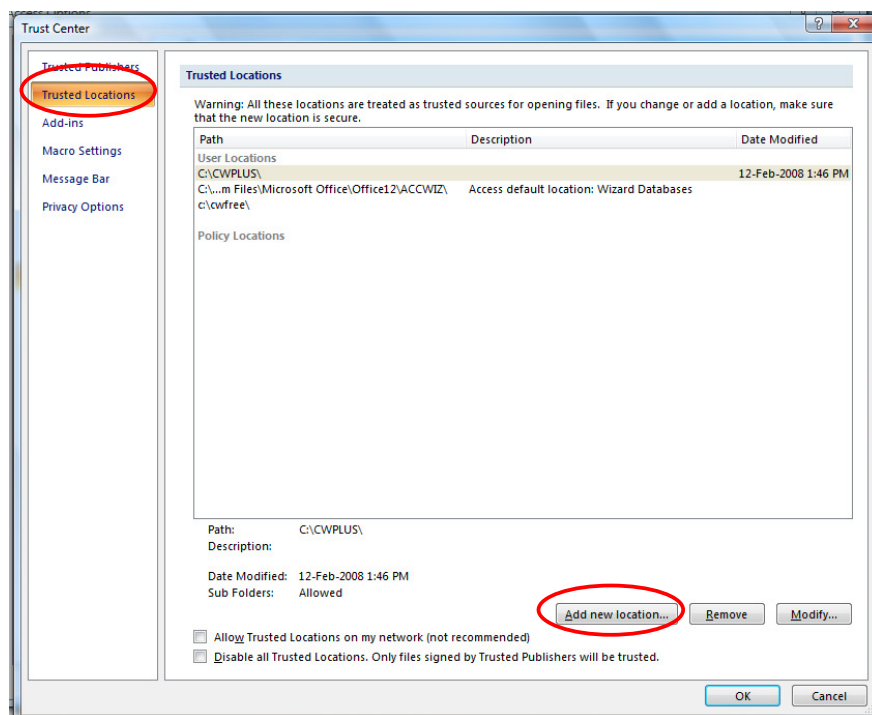 Access Options
Trust Center
Trusted Publishers
Trusted Locations
Add-ins
Macro Settings
Message Bar
Privacy Options
Trusted Locations
Warning: All these locations are treated as trusted sources for opening files. If you change or add a location, make sure
that the new location is secure.
Path Description Date Modified
User Locations
C:\CWPLUS\ 12-Feb-2008 1:46 PM
C:\...m Files\Microsoft Office\Office12\ACCWIZ\ Access default location: Wizard Databases
c:\cwfree\
Policy Locations
Path: C:\CWPLUS\
Description:
Date Modified: 12-Feb-2008 1:46 PM
Sub Folders: Allowed
Add new location... Remove Modify...
Allow Trusted Locations on my network (not recommended)
Disable all Trusted Locations. Only files signed by Trusted Publishers will be trusted.
OK Cancel